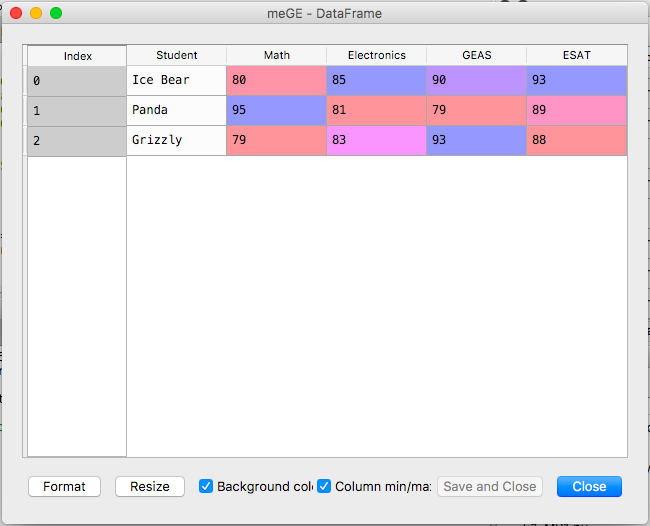 meGE - DataFrame
Index Student Math Electronics GEAS ESAT
0 Ice Bear 80 85 90 93
1 Panda 95 81 79 89
2 Grizzly 79 83 93 88
Format Resize Background colo Column min/ma Save and Close Close